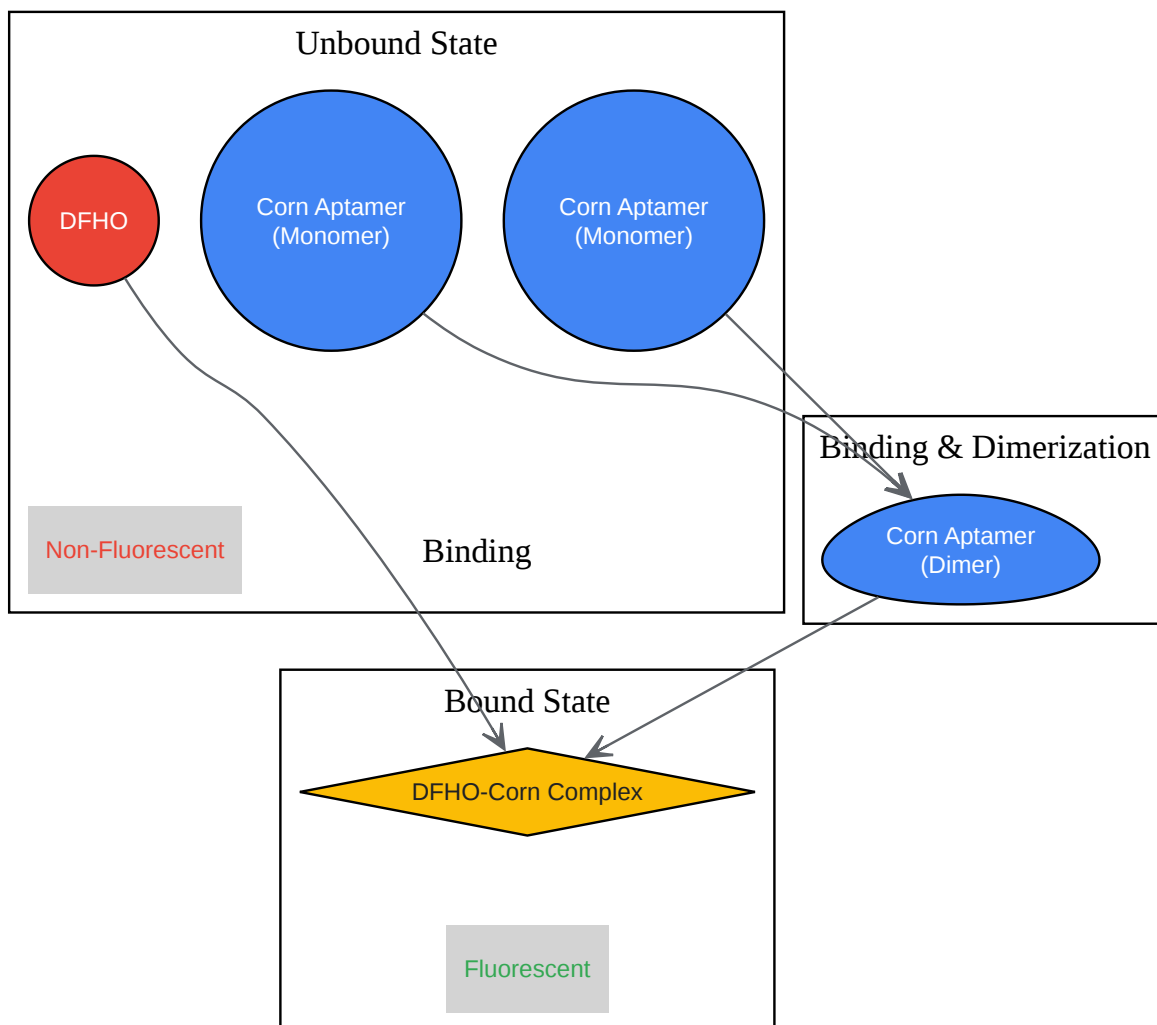 Unbound State
DFHO
Corn Aptamer
(Monomer)
Corn Aptamer
(Monomer)
Non-Fluorescent
Binding
Binding & Dimerization
Corn Aptamer
(Dimer)
Bound State
DFHO-Corn Complex
Fluorescent